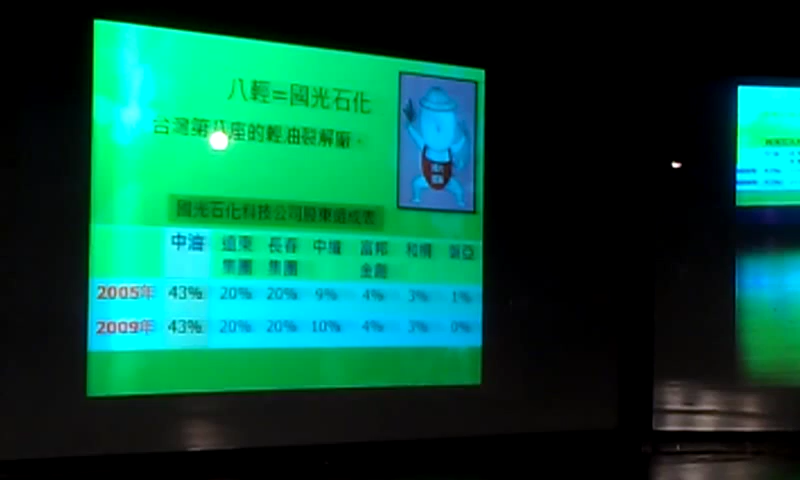 八輕=國光石化
台灣第八座的輕油裂解廠。
國光石化科技公司股東組成表
中油 遠東集團 長春集團 中纖 富邦金融 和桐 磐亞
2005年 43% 20% 20% 9% 4% 3% 1%
2009年 43% 20% 20% 10% 4% 3% 0%